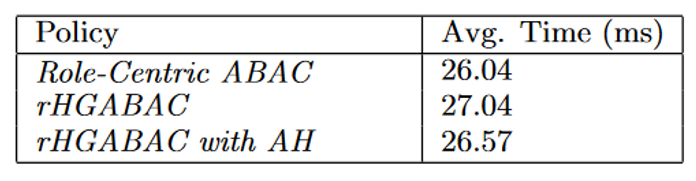 Policy Avg. Time (ms)
Role-Centric ABAC 26.04
rHGABAC 27.04
rHGABAC with AH 26.57